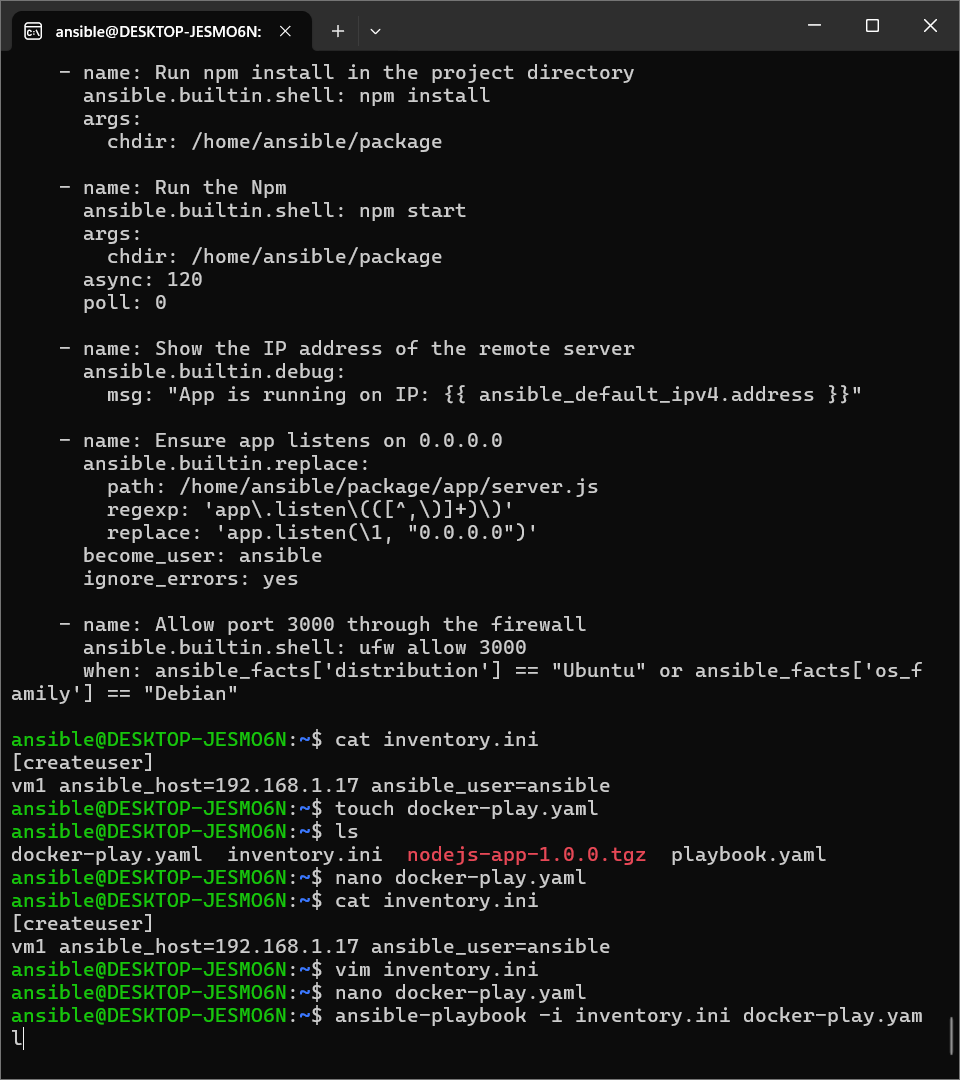 ansible@DESKTOP-JESMO6N:
- name: Run npm install in the project directory
ansible.builtin.shell: npm install
args:
chdir: /home/ansible/package
- name: Run the Npm
ansible.builtin.shell: npm start
args:
chdir: /home/ansible/package
async: 120
poll: 0
- name: Show the IP address of the remote server
ansible.builtin.debug:
msg: "App is running on IP: {{ ansible_default_ipv4.address }}"
- name: Ensure app listens on 0.0.0.0
ansible.builtin.replace:
path: /home/ansible/package/app/server.js
regexp: 'app\.listen\(([^,\)]+)\)'
replace: 'app.listen(\1, "0.0.0.0")'
become_user: ansible
ignore_errors: yes
- name: Allow port 3000 through the firewall
ansible.builtin.shell: ufw allow 3000
when: ansible_facts['distribution'] == "Ubuntu" or ansible_facts['os_f
amily'] == "Debian"
ansible@DESKTOP-JESMO6N:~$ cat inventory.ini
[createuser]
vm1 ansible_host=192.168.1.17 ansible_user=ansible
ansible@DESKTOP-JESMO6N:~$ touch docker-play.yaml
ansible@DESKTOP-JESMO6N:~$ ls
docker-play.yaml  inventory.ini  nodejs-app-1.0.0.tgz  playbook.yaml
ansible@DESKTOP-JESMO6N:~$ nano docker-play.yaml
ansible@DESKTOP-JESMO6N:~$ cat inventory.ini
[createuser]
vm1 ansible_host=192.168.1.17 ansible_user=ansible
ansible@DESKTOP-JESMO6N:~$ vim inventory.ini
ansible@DESKTOP-JESMO6N:~$ nano docker-play.yaml
ansible@DESKTOP-JESMO6N:~$ ansible-playbook -i inventory.ini docker-play.yam
l